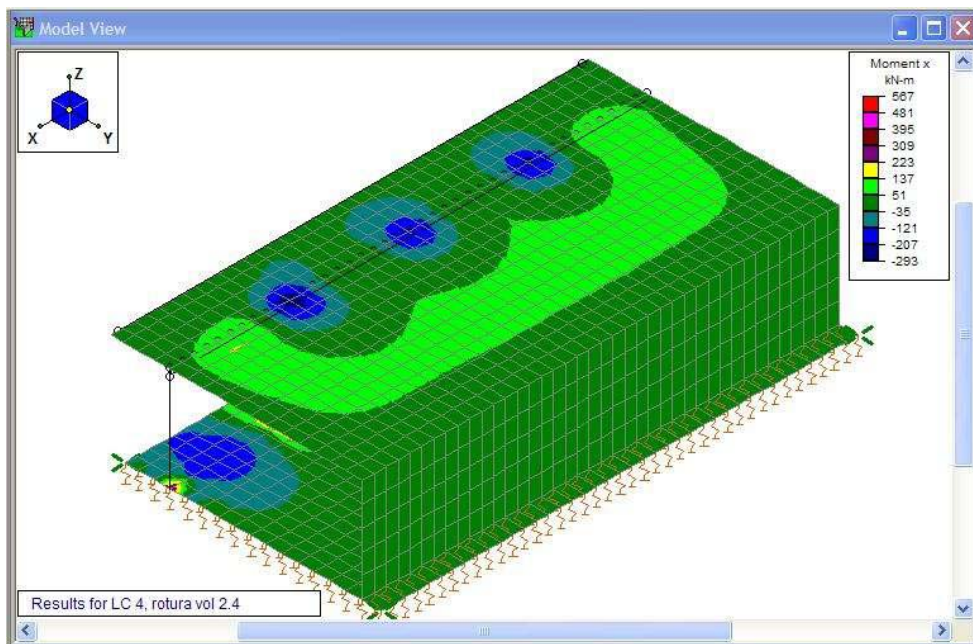 Model View
Z
X
Y
Moment x
kN-m
567
481
395
309
223
137
51
-35
-121
-207
-293
Results for LC 4, rotura vol 2.4